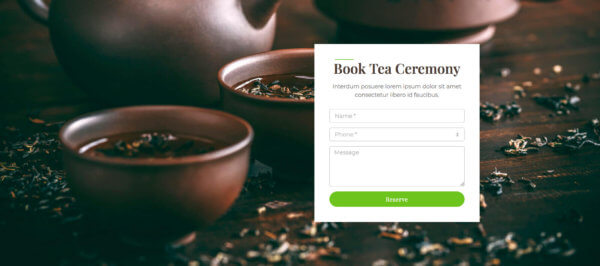 Book Tea Ceremony
Interdum posuere lorem ipsum dolor sit amet
consectetur libero id faucibus.
Name*
Phone*
Message
Reserve